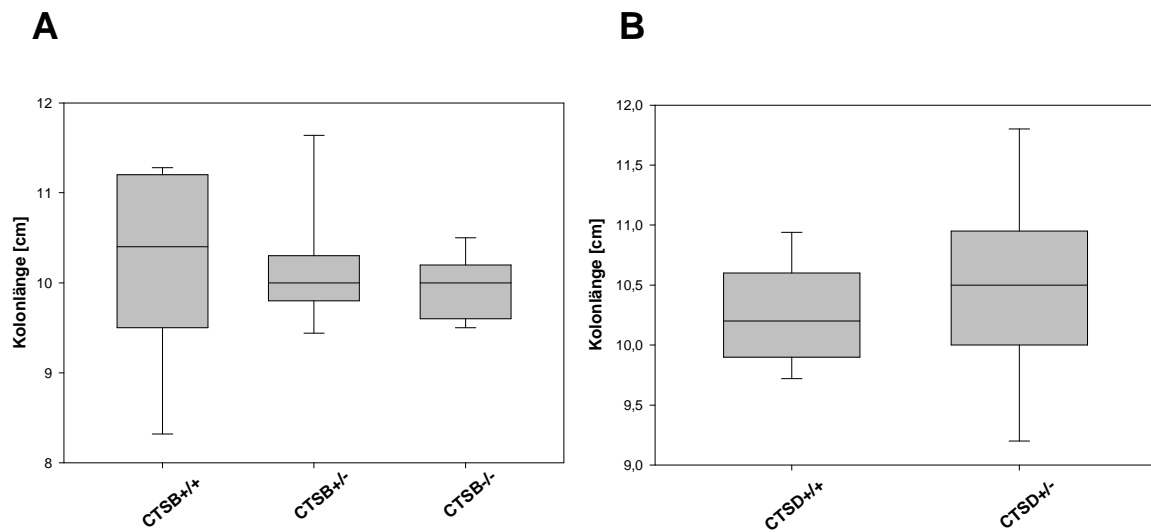 A
B
Kolonlänge [cm]
12
11
10
9
8
CTSB+/+
CTSB+/-
CTSB-/-
Kolonlänge [cm]
12,0
11,5
11,0
10,5
10,0
9,5
9,0
CTSD+/+
CTSD+/-